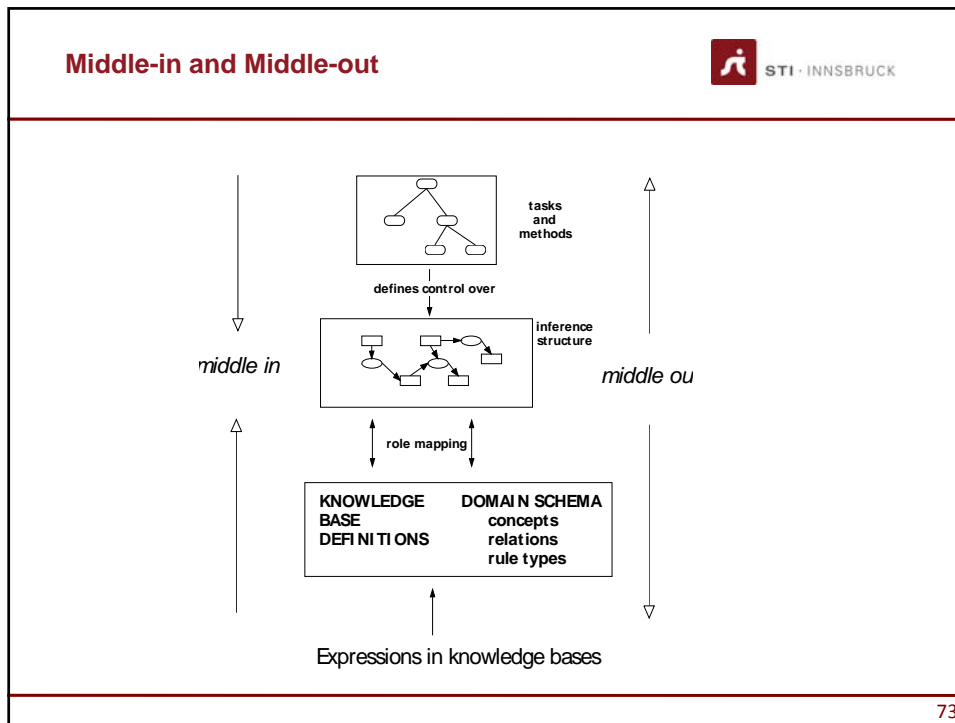 Middle-in and Middle-out
STI · INNSBRUCK
tasks
and
methods
defines control over
inference
structure
middle in
middle ou
role mapping
KNOWLEDGE
BASE
DEFINITIONS
DOMAIN SCHEMA
concepts
relations
rule types
Expressions in knowledge bases
73